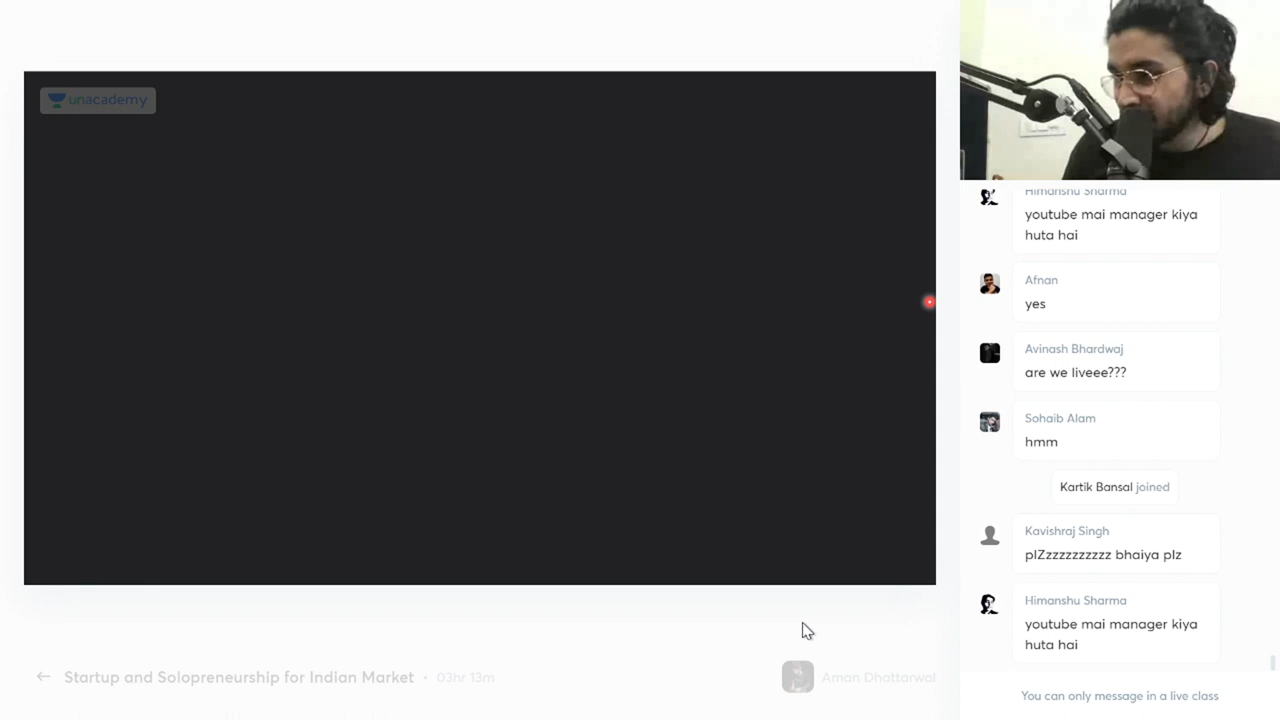 unacademy
Himanshu Sharma
youtube mai manager kiya
huta hai
Afnan
yes
Avinash Bhardwaj
are we liveee???
Sohaib Alam
hmm
Kartik Bansal joined
Kavishraj Singh
plZzzzzzzzzzz bhaiya plz
Himanshu Sharma
youtube mai manager kiya
huta hai
You can only message in a live class
Startup and Solopreneurship for Indian Market • 03hr 13m
Aman Dhattarwal